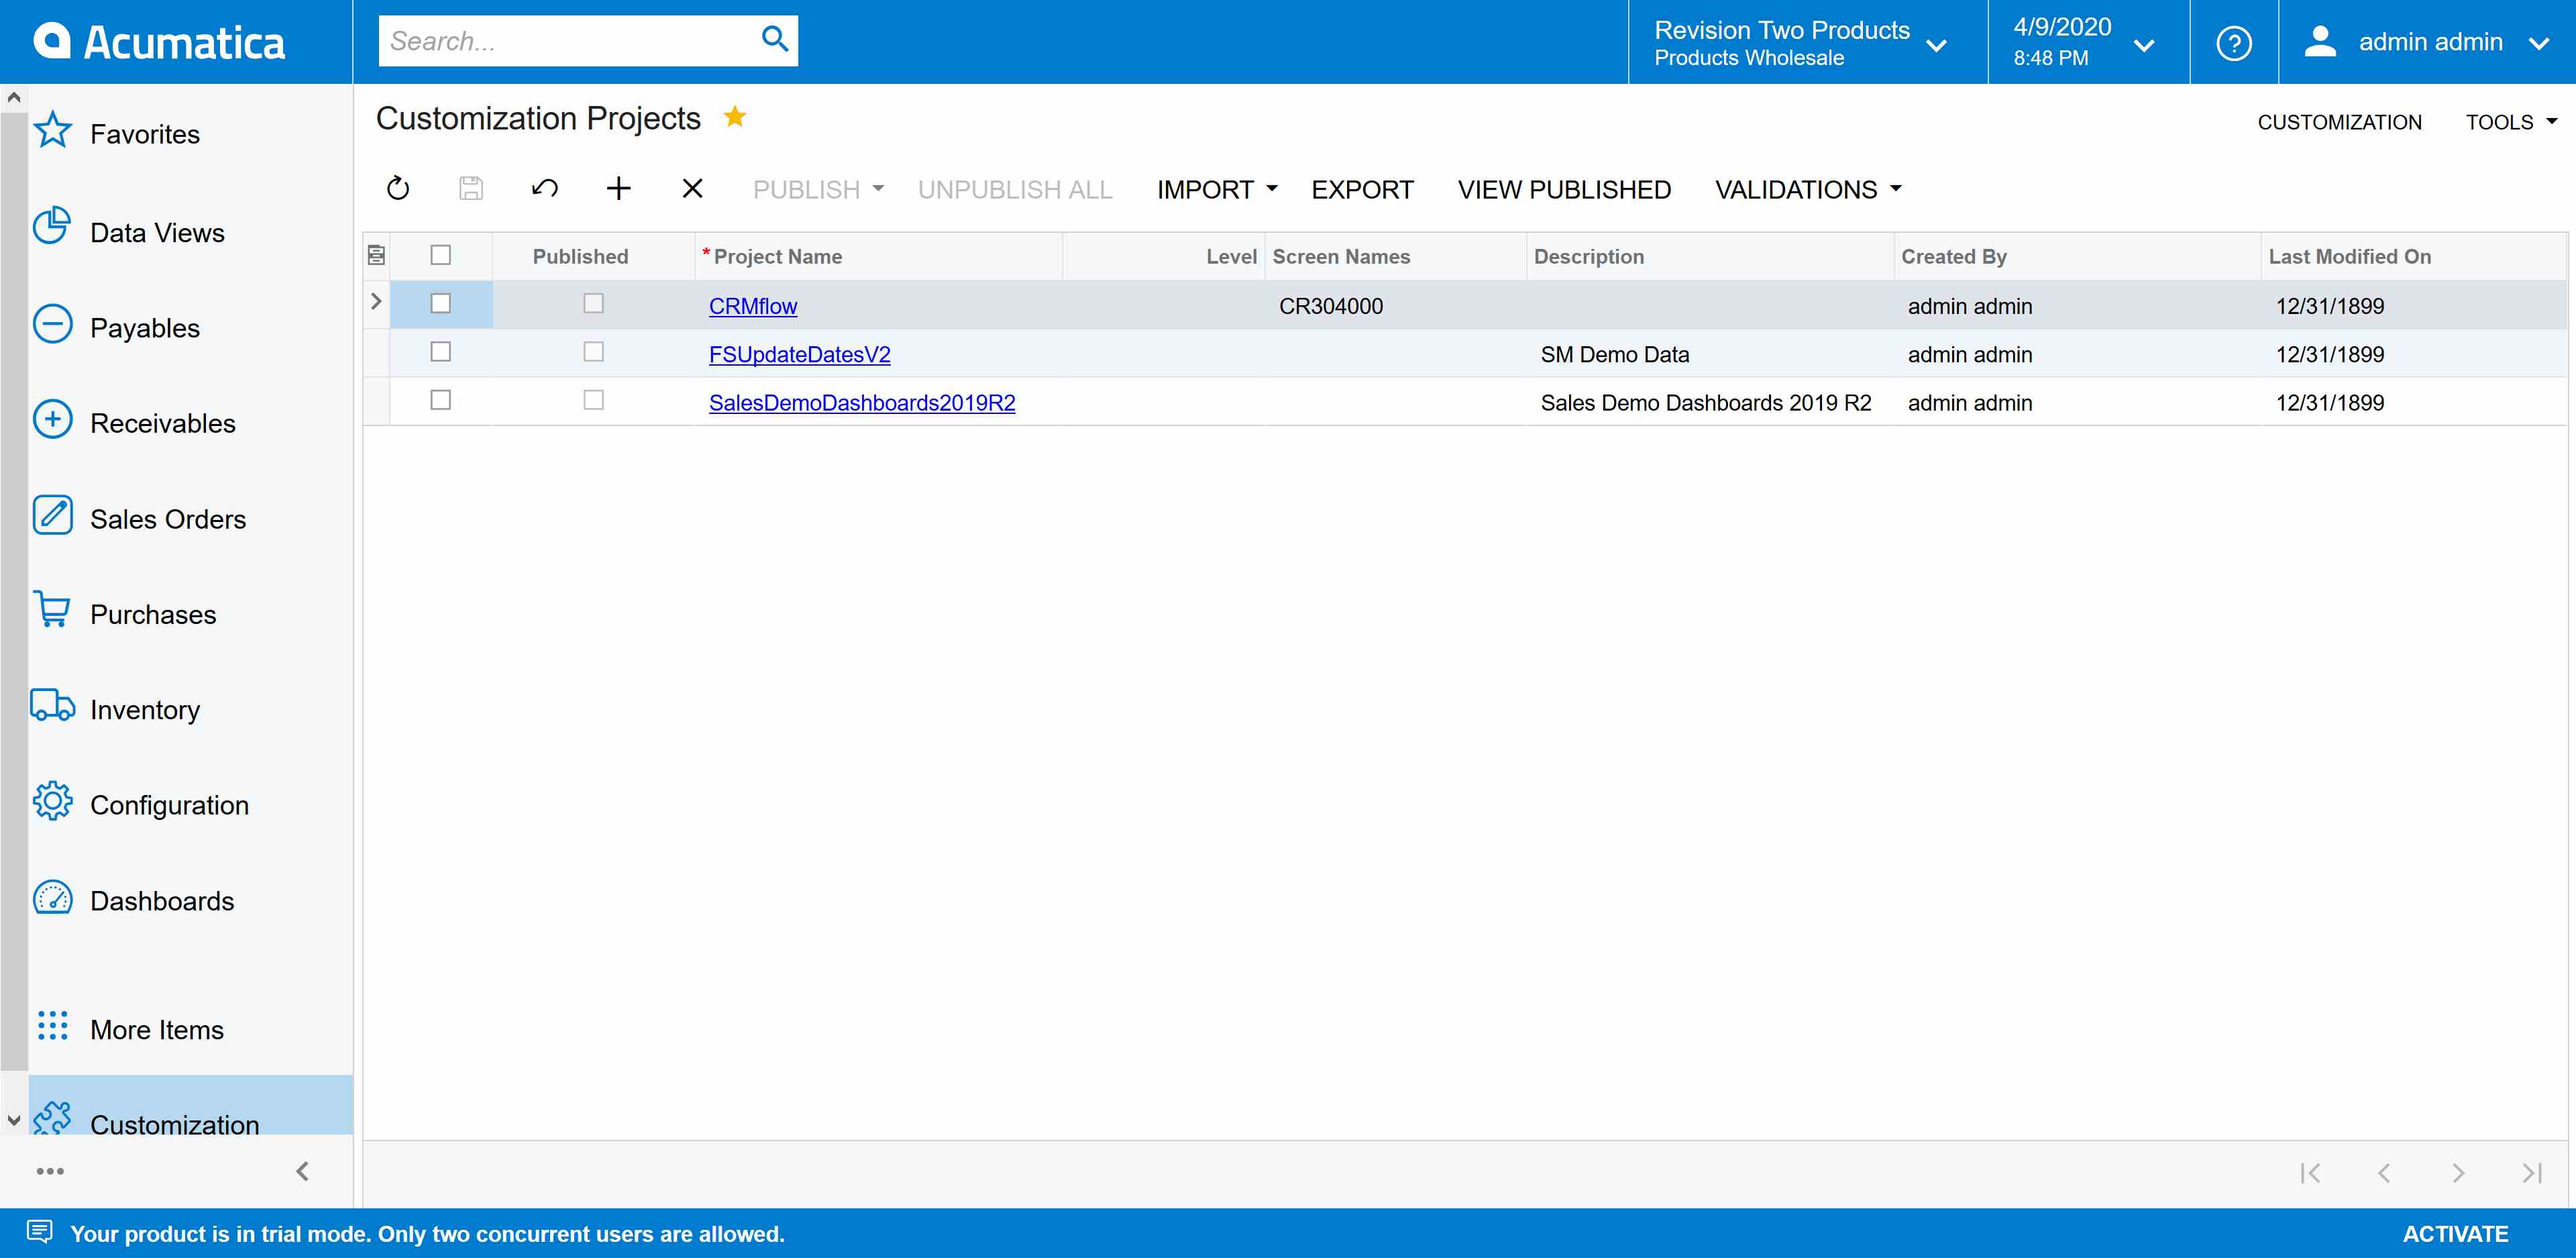 Acumatica
Search...
Revision Two Products
Products Wholesale
4/9/2020
8:48 PM
?
admin admin
Favorites
Data Views
Payables
Receivables
Sales Orders
Purchases
Inventory
Configuration
Dashboards
More Items
Customization
Customization Projects
CUSTOMIZATION TOOLS
PUBLISH UNPUBLISH ALL IMPORT EXPORT VIEW PUBLISHED VALIDATIONS
Published * Project Name Level Screen Names Description Created By Last Modified On
CRMflow CR304000 admin admin 12/31/1899
FSUpdateDatesV2 SM Demo Data admin admin 12/31/1899
SalesDemoDashboards2019R2 Sales Demo Dashboards 2019 R2 admin admin 12/31/1899
Your product is in trial mode. Only two concurrent users are allowed.
ACTIVATE